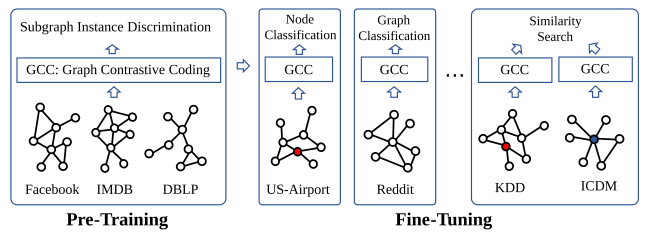 Subgraph Instance Discrimination
GCC: Graph Contrastive Coding
Facebook IMDB DBLP
Pre-Training
Node
Classification
GCC
US-Airport
Graph
Classification
GCC
Reddit
...
Similarity
Search
GCC GCC
KDD ICDM
Fine-Tuning